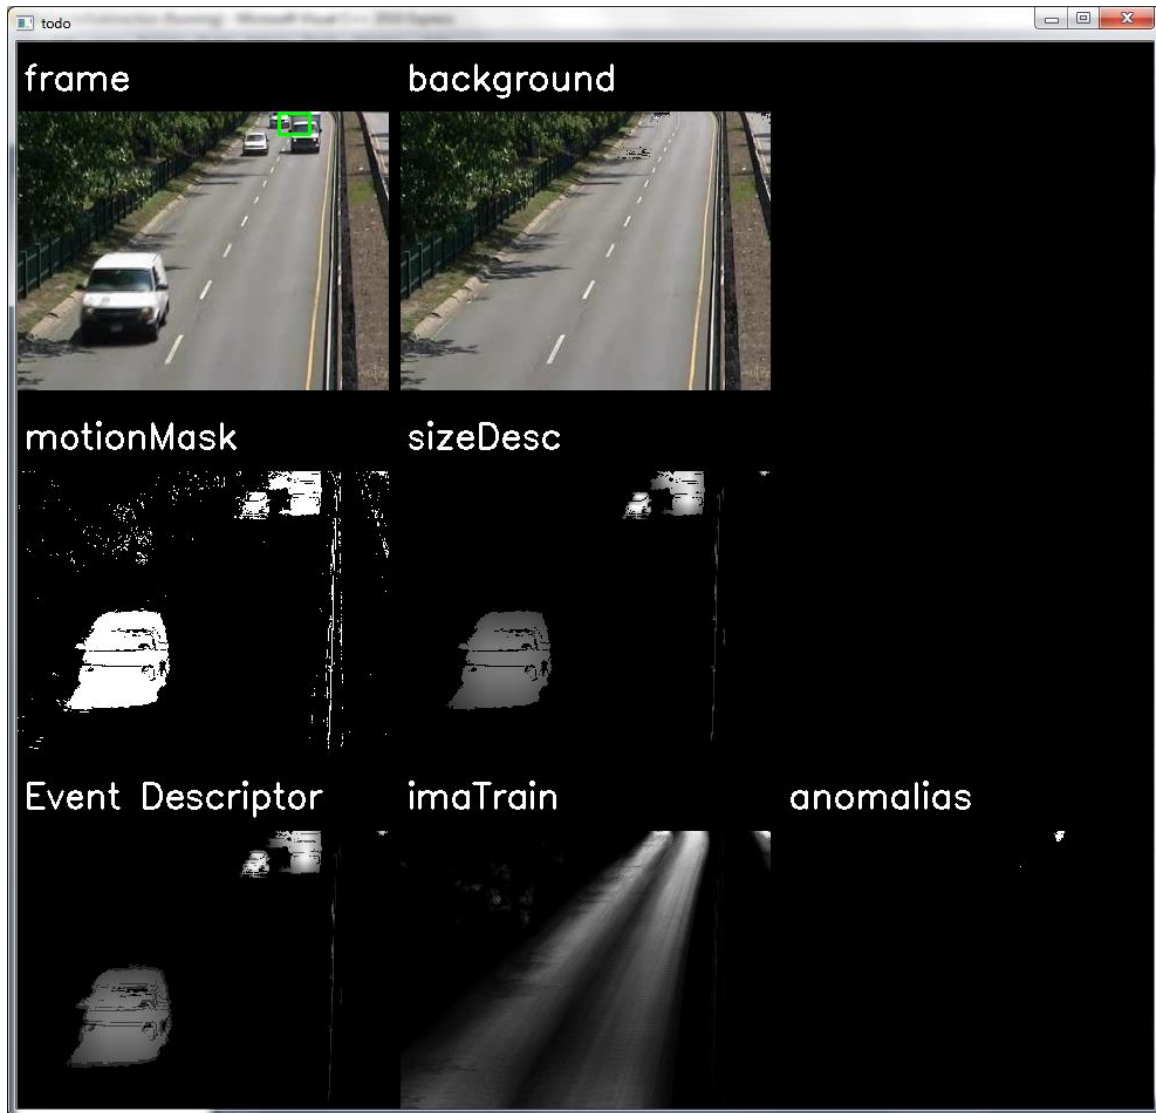 todo
frame
background
motionMask
sizeDesc
Event Descriptor
imaTrain
anomalias